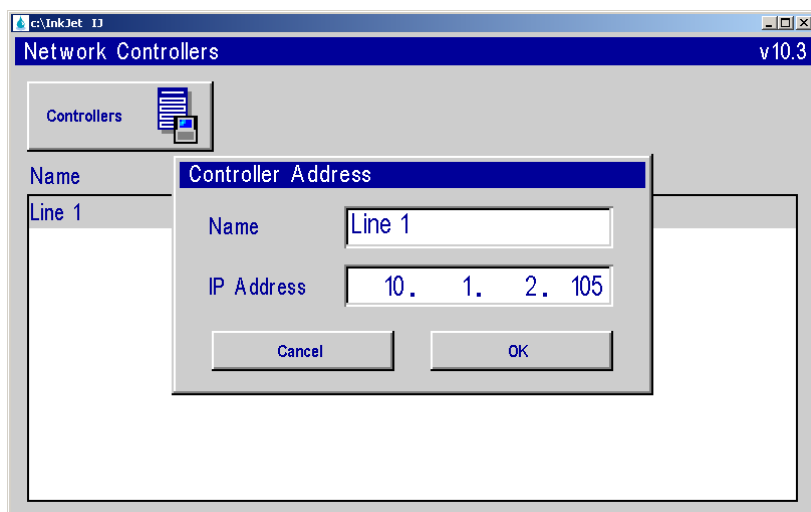 c:\InkJet IJ
Network Controllers v10.3
Controllers
Name
Line 1
Controller Address
Name Line 1
IP Address 10. 1. 2. 105
Cancel OK